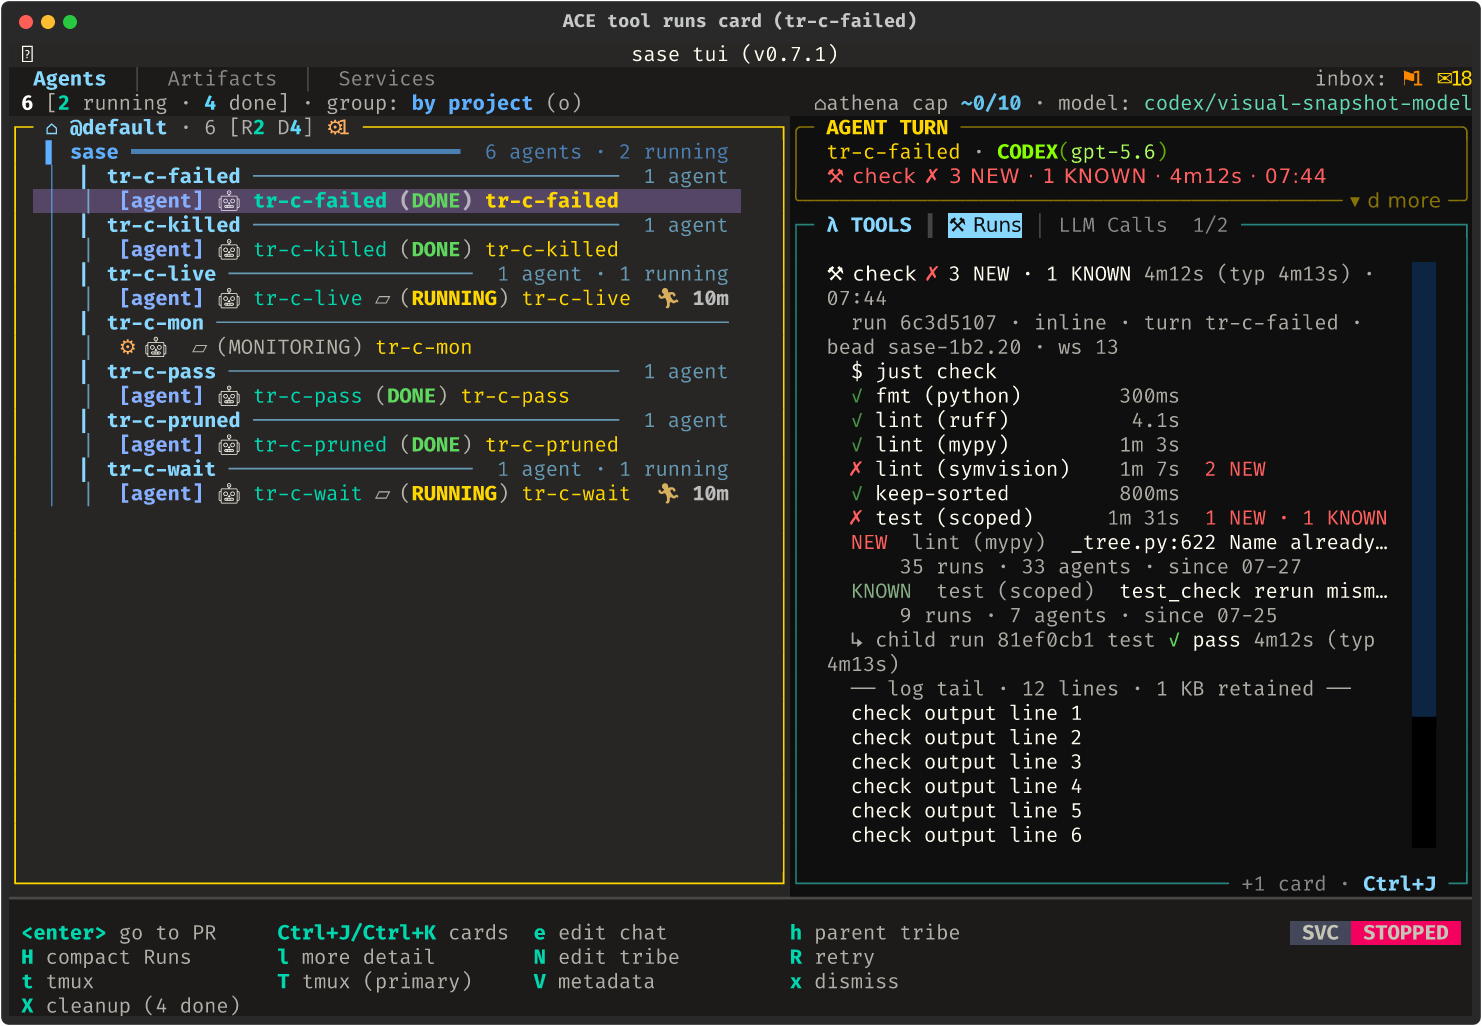 ACE tool runs card (tr-c-failed)
sase tui (v0.7.1)
Agents │ Artifacts │ Services
inbox: ⚑1 ✉18
6 [2 running · 4 done] · group: by project (o)
⌂athena cap ~0/10 · model: codex/visual-snapshot-model
⌂ @default · 6 [R2 D4] ⚙1
sase 6 agents · 2 running
tr-c-failed 1 agent
[agent] 🤖 tr-c-failed (DONE) tr-c-failed
tr-c-killed 1 agent
[agent] 🤖 tr-c-killed (DONE) tr-c-killed
tr-c-live 1 agent · 1 running
[agent] 🤖 tr-c-live ▱ (RUNNING) tr-c-live 🏃 10m
tr-c-mon
⚙ 🤖 ▱ (MONITORING) tr-c-mon
tr-c-pass 1 agent
[agent] 🤖 tr-c-pass (DONE) tr-c-pass
tr-c-pruned 1 agent
[agent] 🤖 tr-c-pruned (DONE) tr-c-pruned
tr-c-wait 1 agent · 1 running
[agent] 🤖 tr-c-wait ▱ (RUNNING) tr-c-wait 🏃 10m
AGENT TURN
tr-c-failed · CODEX(gpt-5.6)
⚒ check ✗ 3 NEW · 1 KNOWN · 4m12s · 07:44
▾ d more
λ TOOLS ⚒ Runs │ LLM Calls 1/2
⚒ check ✗ 3 NEW · 1 KNOWN 4m12s (typ 4m13s) ·
07:44
run 6c3d5107 · inline · turn tr-c-failed ·
bead sase-1b2.20 · ws 13
$ just check
√ fmt (python) 300ms
√ lint (ruff) 4.1s
√ lint (mypy) 1m 3s
✗ lint (symvision) 1m 7s 2 NEW
√ keep-sorted 800ms
✗ test (scoped) 1m 31s 1 NEW · 1 KNOWN
NEW lint (mypy) _tree.py:622 Name already…
35 runs · 33 agents · since 07-27
KNOWN test (scoped) test_check rerun mism…
9 runs · 7 agents · since 07-25
↳ child run 81ef0cb1 test √ pass 4m12s (typ
4m13s)
── log tail · 12 lines · 1 KB retained ──
check output line 1
check output line 2
check output line 3
check output line 4
check output line 5
check output line 6
+1 card · Ctrl+J
<enter> go to PR Ctrl+J/Ctrl+K cards e edit chat h parent tribe SVC STOPPED
H compact Runs l more detail N edit tribe R retry
t tmux T tmux (primary) V metadata x dismiss
X cleanup (4 done)